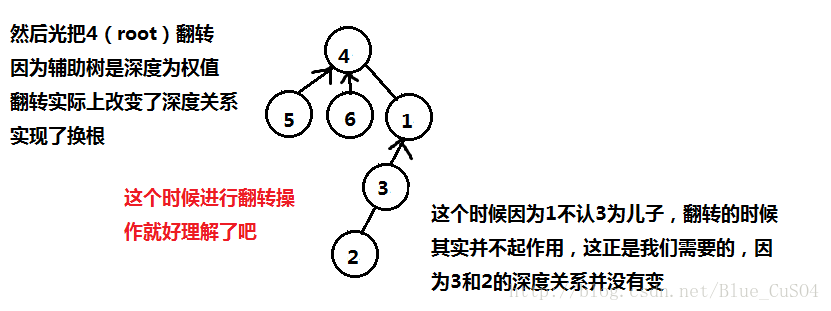 然后光把4（root）翻转
因为辅助树是深度为权值
翻转实际上改变了深度关系
实现了换根
4
5
6
1
3
2
这个时候进行翻转操
作就好理解了吧
这个时候因为1不认3为儿子，翻转的时候
其实并不起作用，这正是我们需要的，因
为3和2的深度关系并没有变
http://blog.csdn.net/Blue_CuSO4